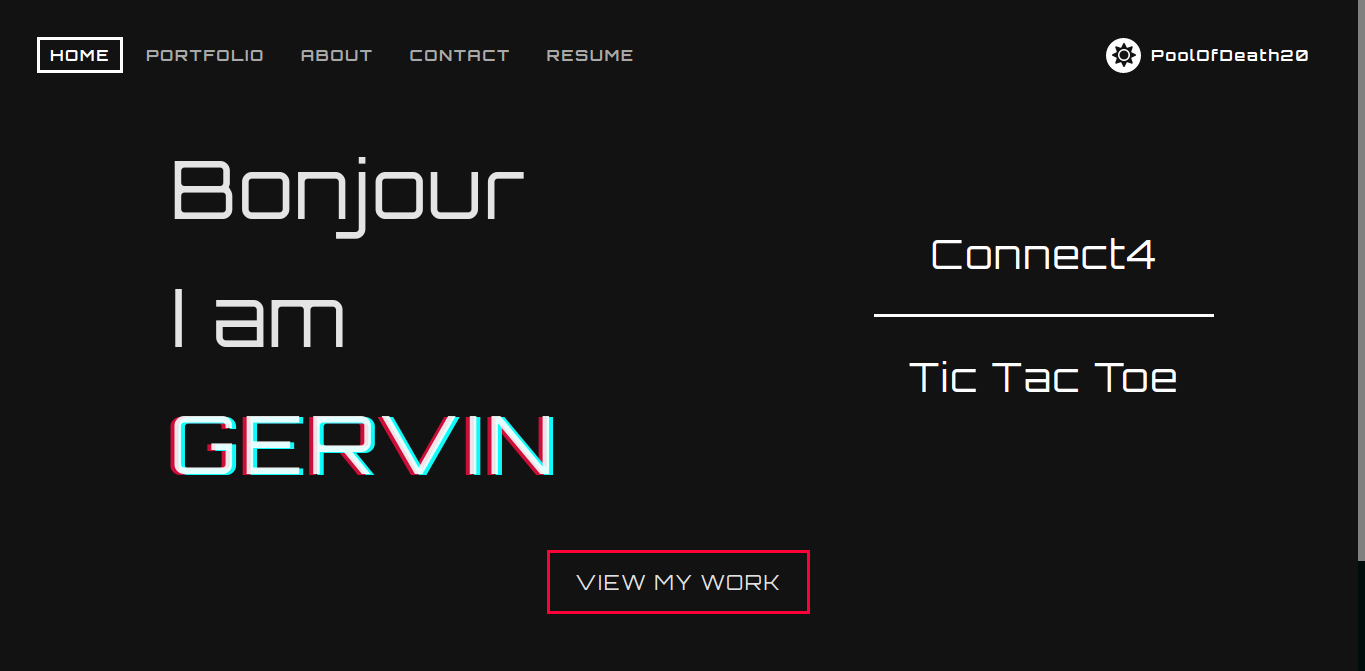 HOME PORTFOLIO ABOUT CONTACT RESUME PoolOfDeath20
Bonjour
I am
GERVIN
Connect4
Tic Tac Toe
VIEW MY WORK